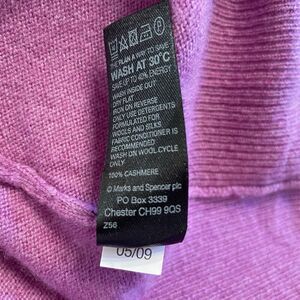 THE PLAN A WAY TO SAVE
WASH AT 30°C
SAVE UP TO 40% ENERGY
WASH INSIDE OUT
DRY FLAT
IRON ON REVERSE
ONLY USE DETERGENTS
FORMULATED FOR
WOOLS AND SILKS
FABRIC CONDITIONER IS
RECOMMENDED
WASH ON WOOL CYCLE
ONLY
100% CASHMERE
© Marks and Spencer plc
PO Box 3339
Chester CH99 9QS
Z56
05/09